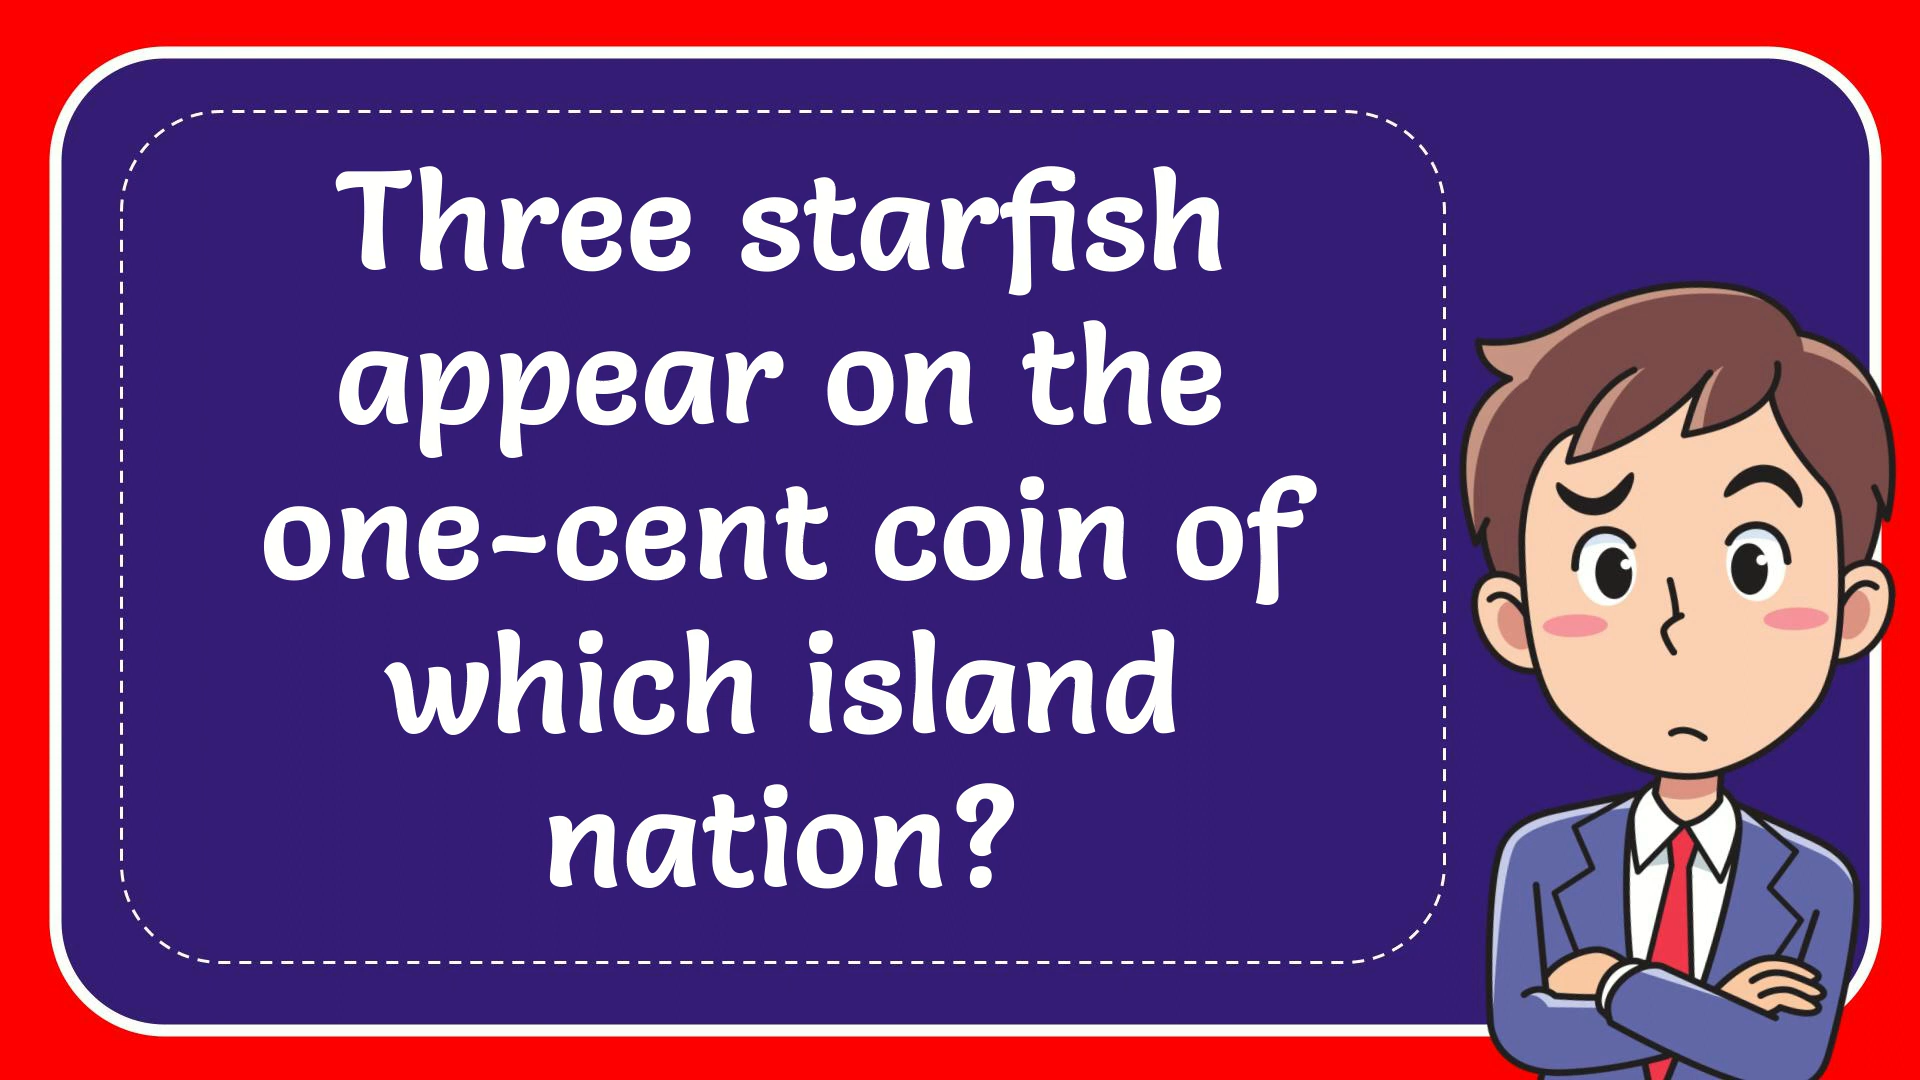 Three starfish
appear on the
one-cent coin of
which island
nation?